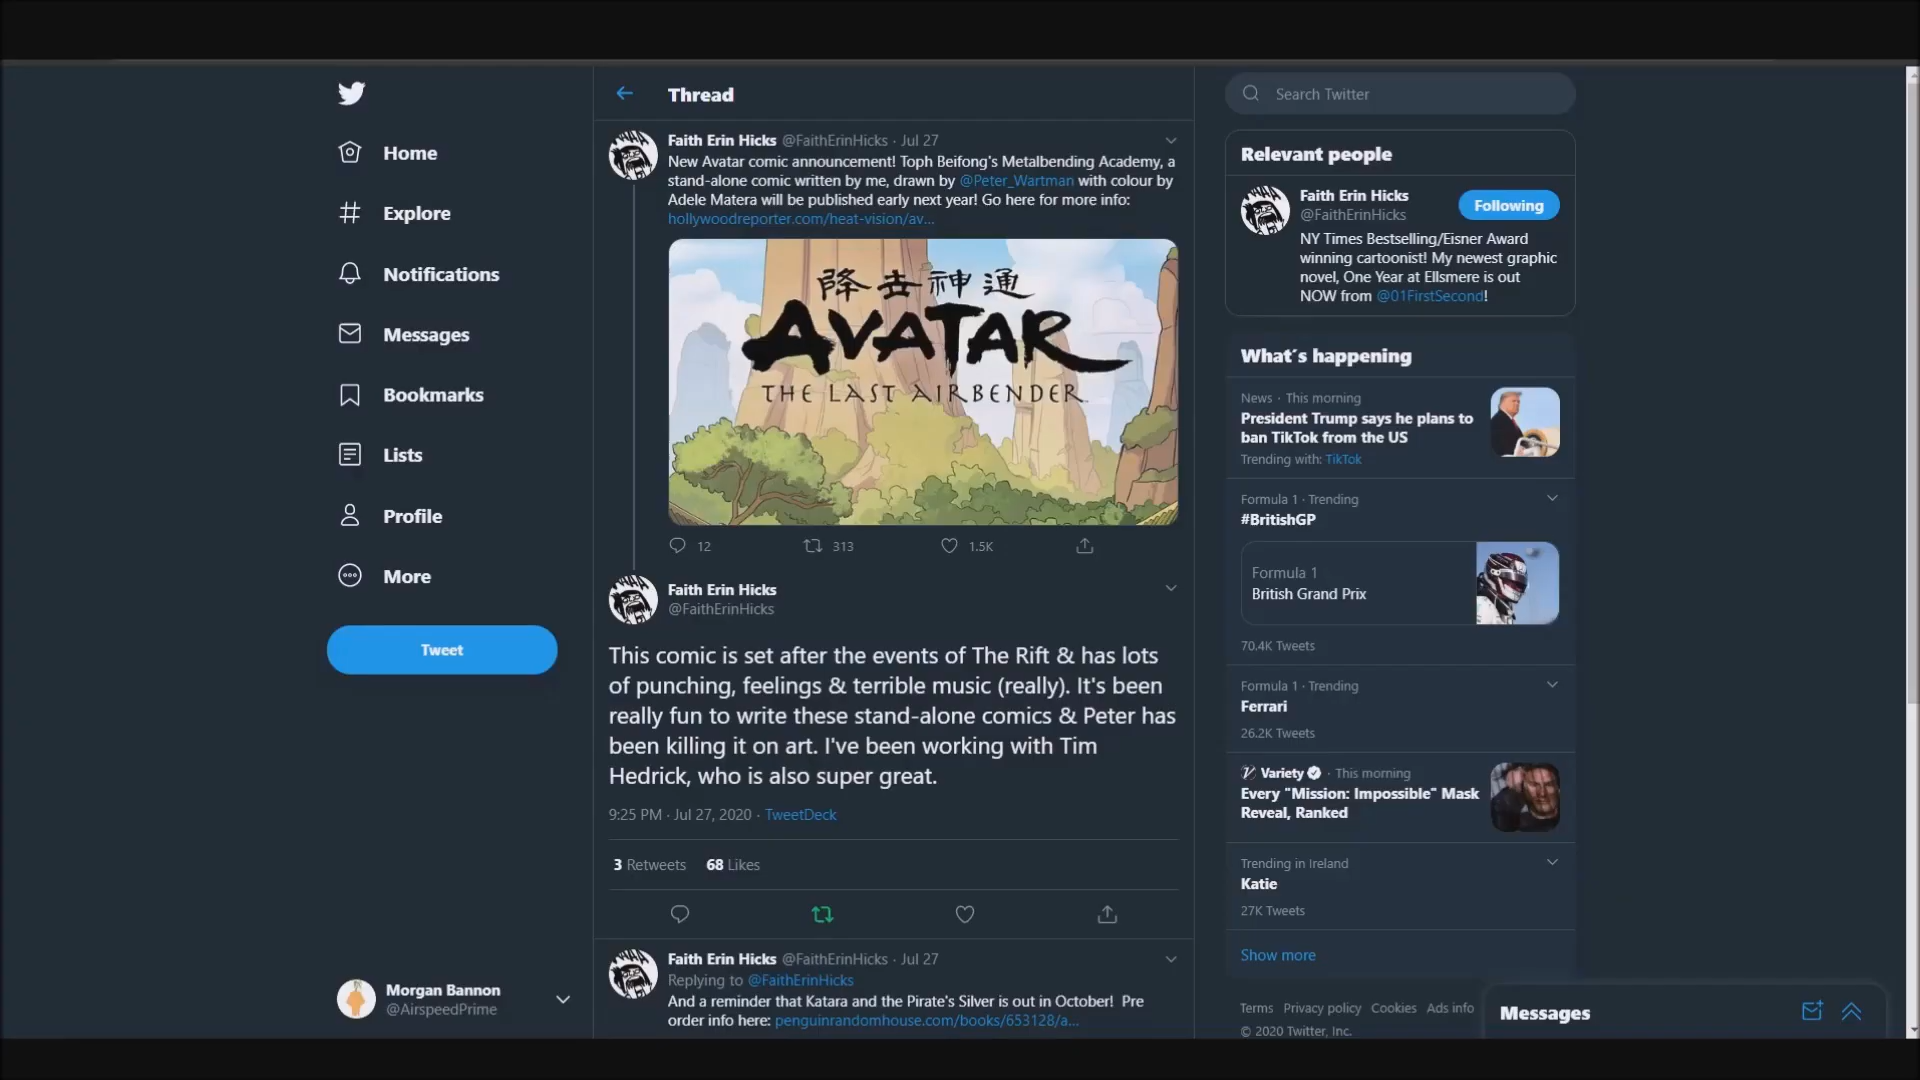 Home
Explore
Notifications
Messages
Bookmarks
Lists
Profile
More
Tweet
Morgan Bannon
@AirspeedPrime
Thread
Faith Erin Hicks @FaithErinHicks · Jul 27
New Avatar comic announcement! Toph Beifong's Metalbending Academy, a
stand-alone comic written by me, drawn by @Peter_Wartman with colour by
Adele Matera will be published early next year! Go here for more info:
hollywoodreporter.com/heat-vision/av...
降去神通
AVATAR
THE LAST AIRBENDER
12
313
1.5K
Faith Erin Hicks
@FaithErinHicks
This comic is set after the events of The Rift & has lots
of punching, feelings & terrible music (really). It's been
really fun to write these stand-alone comics & Peter has
been killing it on art. I've been working with Tim
Hedrick, who is also super great.
9:25 PM · Jul 27, 2020 · TweetDeck
3 Retweets 68 Likes
Faith Erin Hicks @FaithErinHicks · Jul 27
Replying to @FaithErinHicks
And a reminder that Katara and the Pirate's Silver is out in October! Pre
order info here: penguinrandomhouse.com/books/653128/a...
Search Twitter
Relevant people
Faith Erin Hicks
@FaithErinHicks
Following
NY Times Bestselling/Eisner Award
winning cartoonist! My newest graphic
novel, One Year at Ellsmere is out
NOW from @01FirstSecond!
What's happening
News · This morning
President Trump says he plans to
ban TikTok from the US
Trending with: TikTok
Formula 1 · Trending
#BritishGP
Formula 1
British Grand Prix
70.4K Tweets
Formula 1 · Trending
Ferrari
26.2K Tweets
Variety · This morning
Every "Mission: Impossible" Mask
Reveal, Ranked
Trending in Ireland
Katie
27K Tweets
Show more
Terms Privacy policy Cookies Ads info
© 2020 Twitter, Inc.
Messages